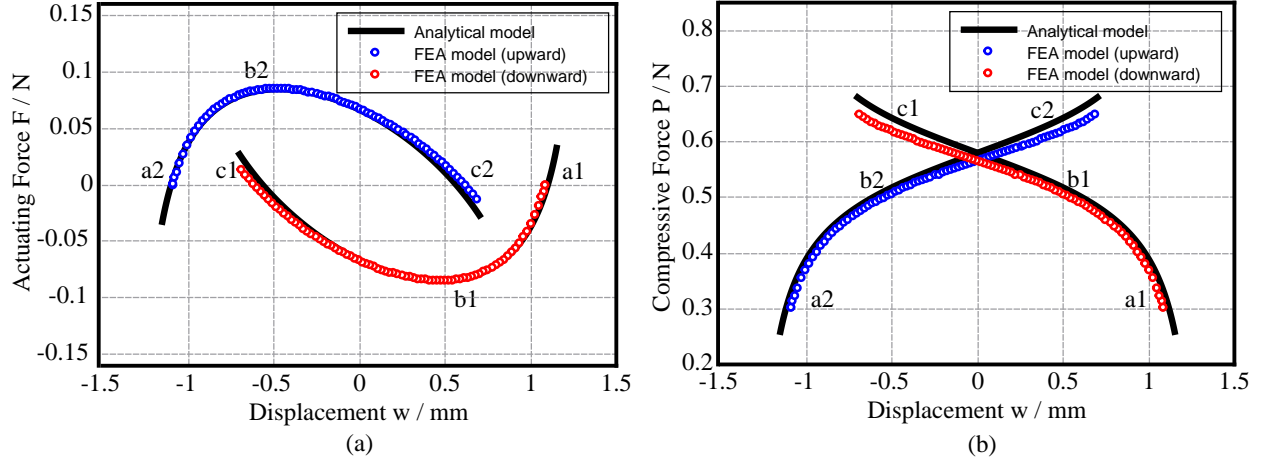 0.15
0.1
0.05
0
-0.05
-0.1
-0.15
Actuating Force F / N
Analytical model
FEA model (upward)
FEA model (downward)
b2
a2
c1
c2
a1
b1
-1.5
-1
-0.5
0
0.5
1
1.5
Displacement w / mm
(a)
0.8
0.7
0.6
0.5
0.4
0.3
0.2
Compressive Force P / N
Analytical model
FEA model (upward)
FEA model (downward)
c1
c2
b2
b1
a2
a1
-1.5
-1
-0.5
0
0.5
1
1.5
Displacement w / mm
(b)